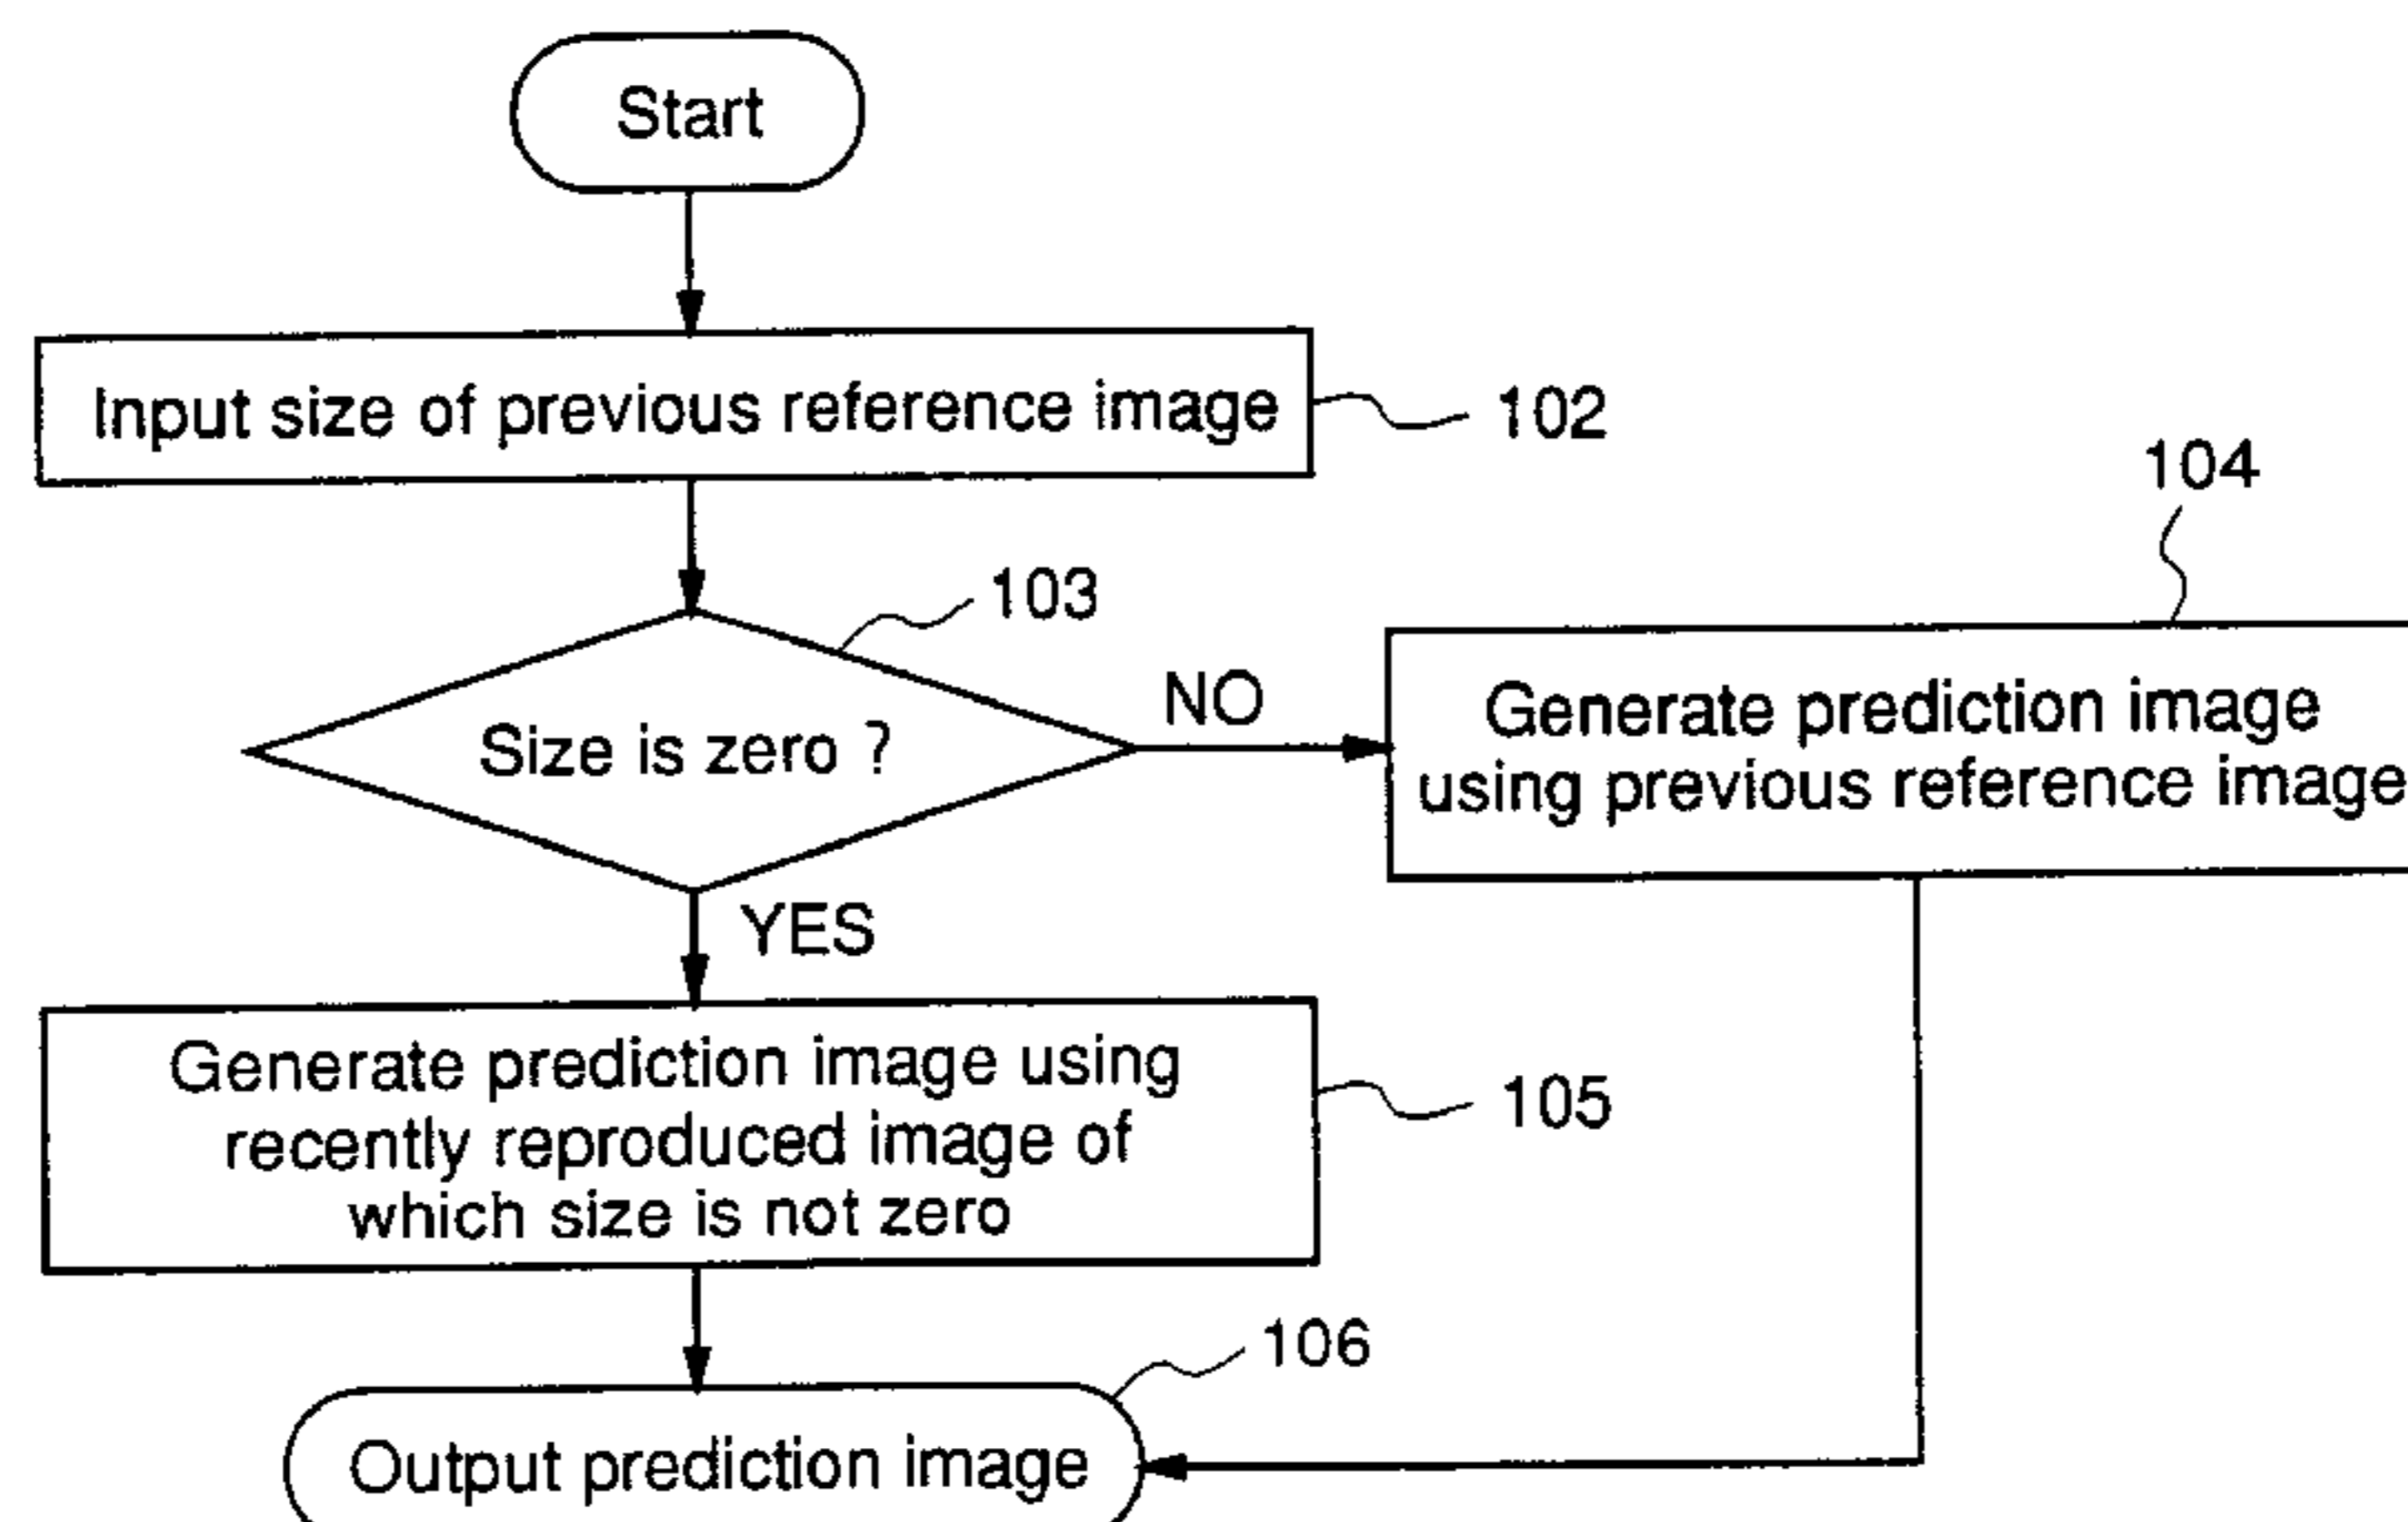 Start
Input size of previous reference image
102
103
Size is zero ?
NO
104
Generate prediction image
using previous reference image
YES
Generate prediction image using
recently reproduced image of
which size is not zero
105
106
Output prediction image